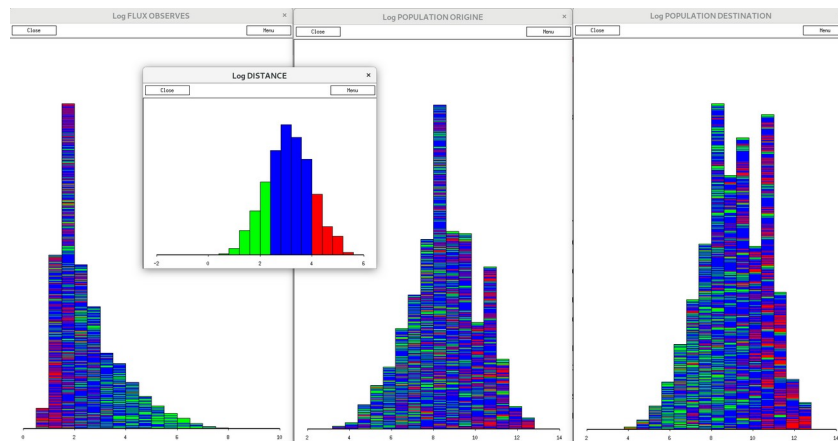 Log FLUX OBSERVES ×
Close Menu
0 2 4 6 8 10
Log DISTANCE ×
Close Menu
-2 0 2 4 6
Log POPULATION ORIGINE
Close Menu
2 4 6 8 10 12 14
Log POPULATION DESTINATION
Close Menu
2 4 6 8 10 12 14